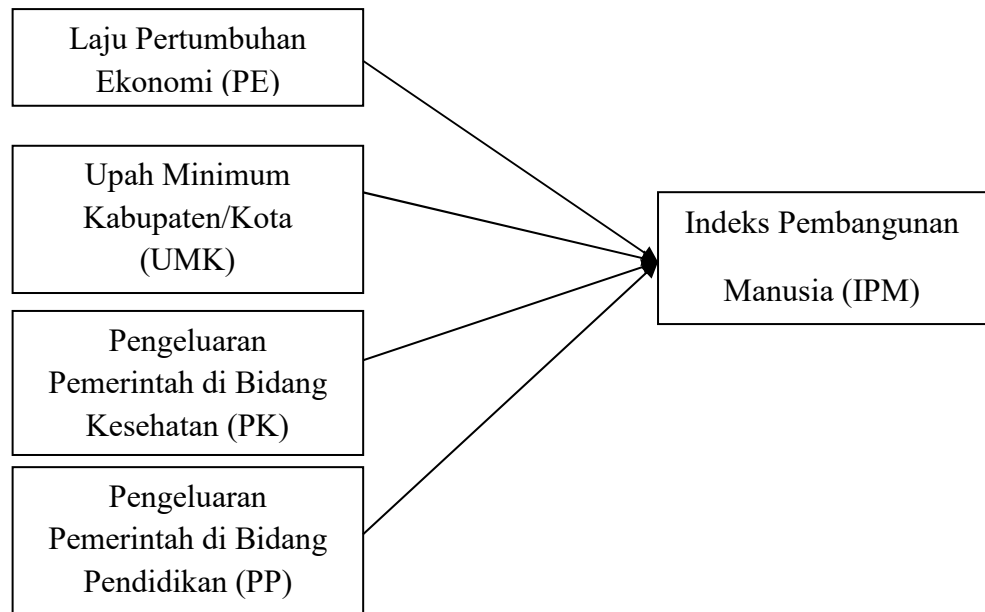 Laju Pertumbuhan
Ekonomi (PE)
Upah Minimum
Kabupaten/Kota
(UMK)
Pengeluaran
Pemerintah di Bidang
Kesehatan (PK)
Pengeluaran
Pemerintah di Bidang
Pendidikan (PP)
Indeks Pembangunan
Manusia (IPM)